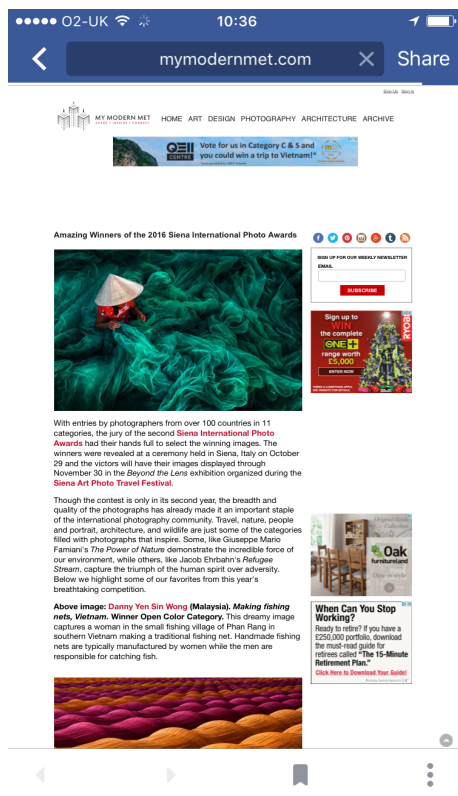 O2-UK
10:36
mymodernmet.com
Share
Sign Up Sign In
MY MODERN MET
SHARE | INSPIRE | CONNECT
HOME ART DESIGN PHOTOGRAPHY ARCHITECTURE ARCHIVE
QEII
CENTRE
Vote for us in Category C & S and
you could win a trip to Vietnam!*
Amazing Winners of the 2016 Siena International Photo Awards
SIGN UP FOR OUR WEEKLY NEWSLETTER
EMAIL
SUBSCRIBE
Sign up to
WIN
the complete
ONE+
range worth
£5,000
ENTER NOW
RYOBI
With entries by photographers from over 100 countries in 11
categories, the jury of the second Siena International Photo
Awards had their hands full to select the winning images. The
winners were revealed at a ceremony held in Siena, Italy on October
29 and the victors will have their images displayed through
November 30 in the Beyond the Lens exhibition organized during the
Siena Art Photo Travel Festival.
Though the contest is only in its second year, the breadth and
quality of the photographs has already made it an important staple
of the international photography community. Travel, nature, people
and portrait, architecture, and wildlife are just some of the categories
filled with photographs that inspire. Some, like Giuseppe Mario
Famiani's The Power of Nature demonstrate the incredible force of
our environment, while others, like Jacob Ehrbahn's Refugee
Stream, capture the triumph of the human spirit over adversity.
Below we highlight some of our favorites from this year's
breathtaking competition.
Oak
furnitureland
Above image: Danny Yen Sin Wong (Malaysia). Making fishing
nets, Vietnam. Winner Open Color Category. This dreamy image
captures a woman in the small fishing village of Phan Rang in
southern Vietnam making a traditional fishing net. Handmade fishing
nets are typically manufactured by women while the men are
responsible for catching fish.
When Can You Stop
Working?
Ready to retire? If you have a
£250,000 portfolio, download
the must-read guide for
retirees called "The 15-Minute
Retirement Plan."
Click Here to Download Your Guide!